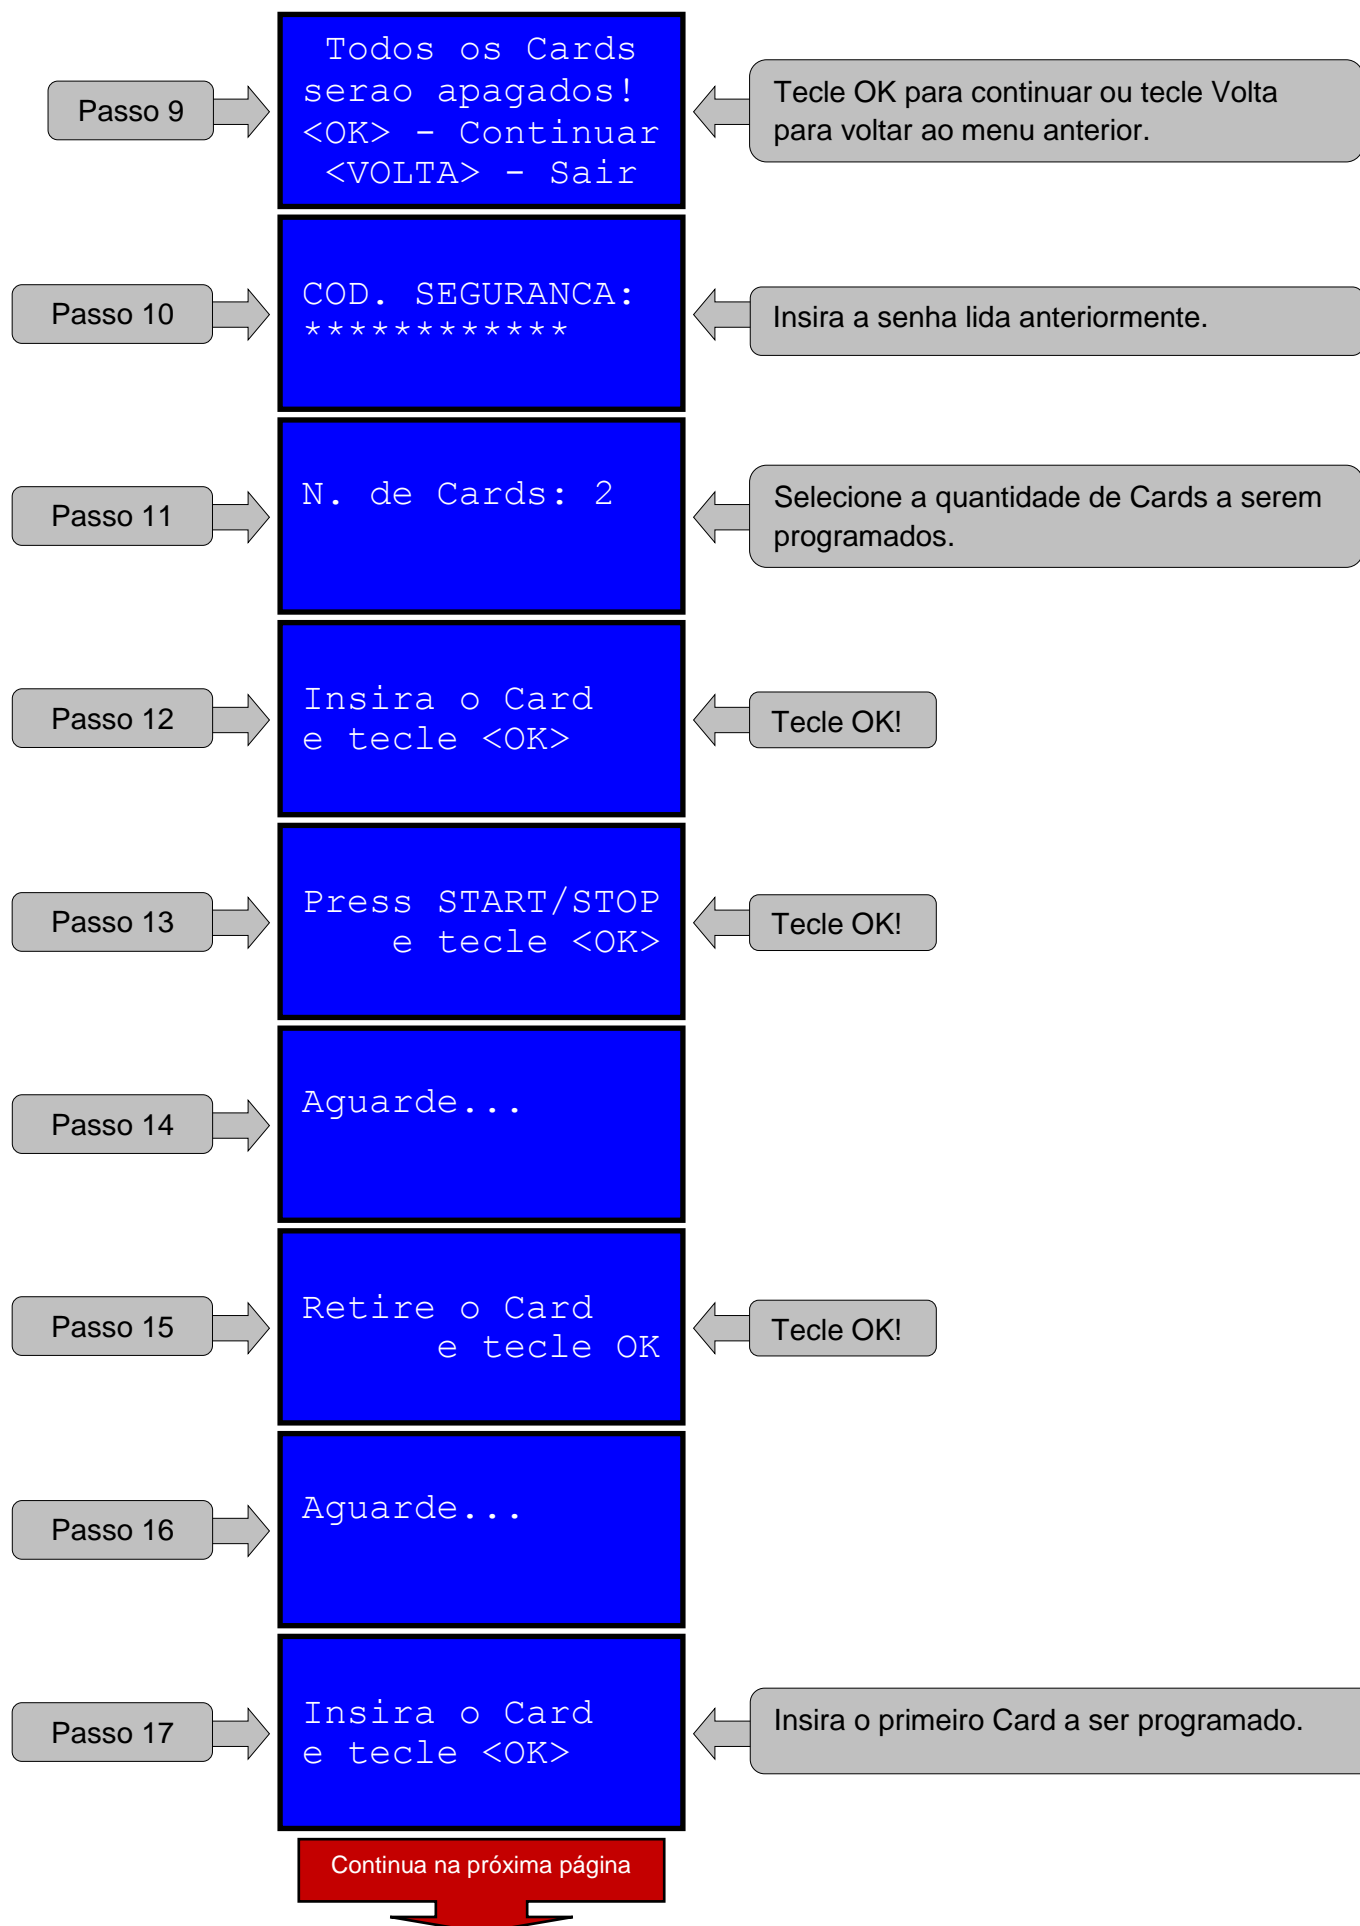 Passo 9
Todos os Cards
serao apagados!
<OK> - Continuar
<VOLTA> - Sair
Tecle OK para continuar ou tecle Volta
para voltar ao menu anterior.
Passo 10
COD. SEGURANCA:
************
Insira a senha lida anteriormente.
Passo 11
N. de Cards: 2
Selecione a quantidade de Cards a serem
programados.
Passo 12
Insira o Card
e tecle <OK>
Tecle OK!
Passo 13
Press START/STOP
e tecle <OK>
Tecle OK!
Passo 14
Aguarde...
Passo 15
Retire o Card
e tecle OK
Tecle OK!
Passo 16
Aguarde...
Passo 17
Insira o Card
e tecle <OK>
Insira o primeiro Card a ser programado.
Continua na próxima página